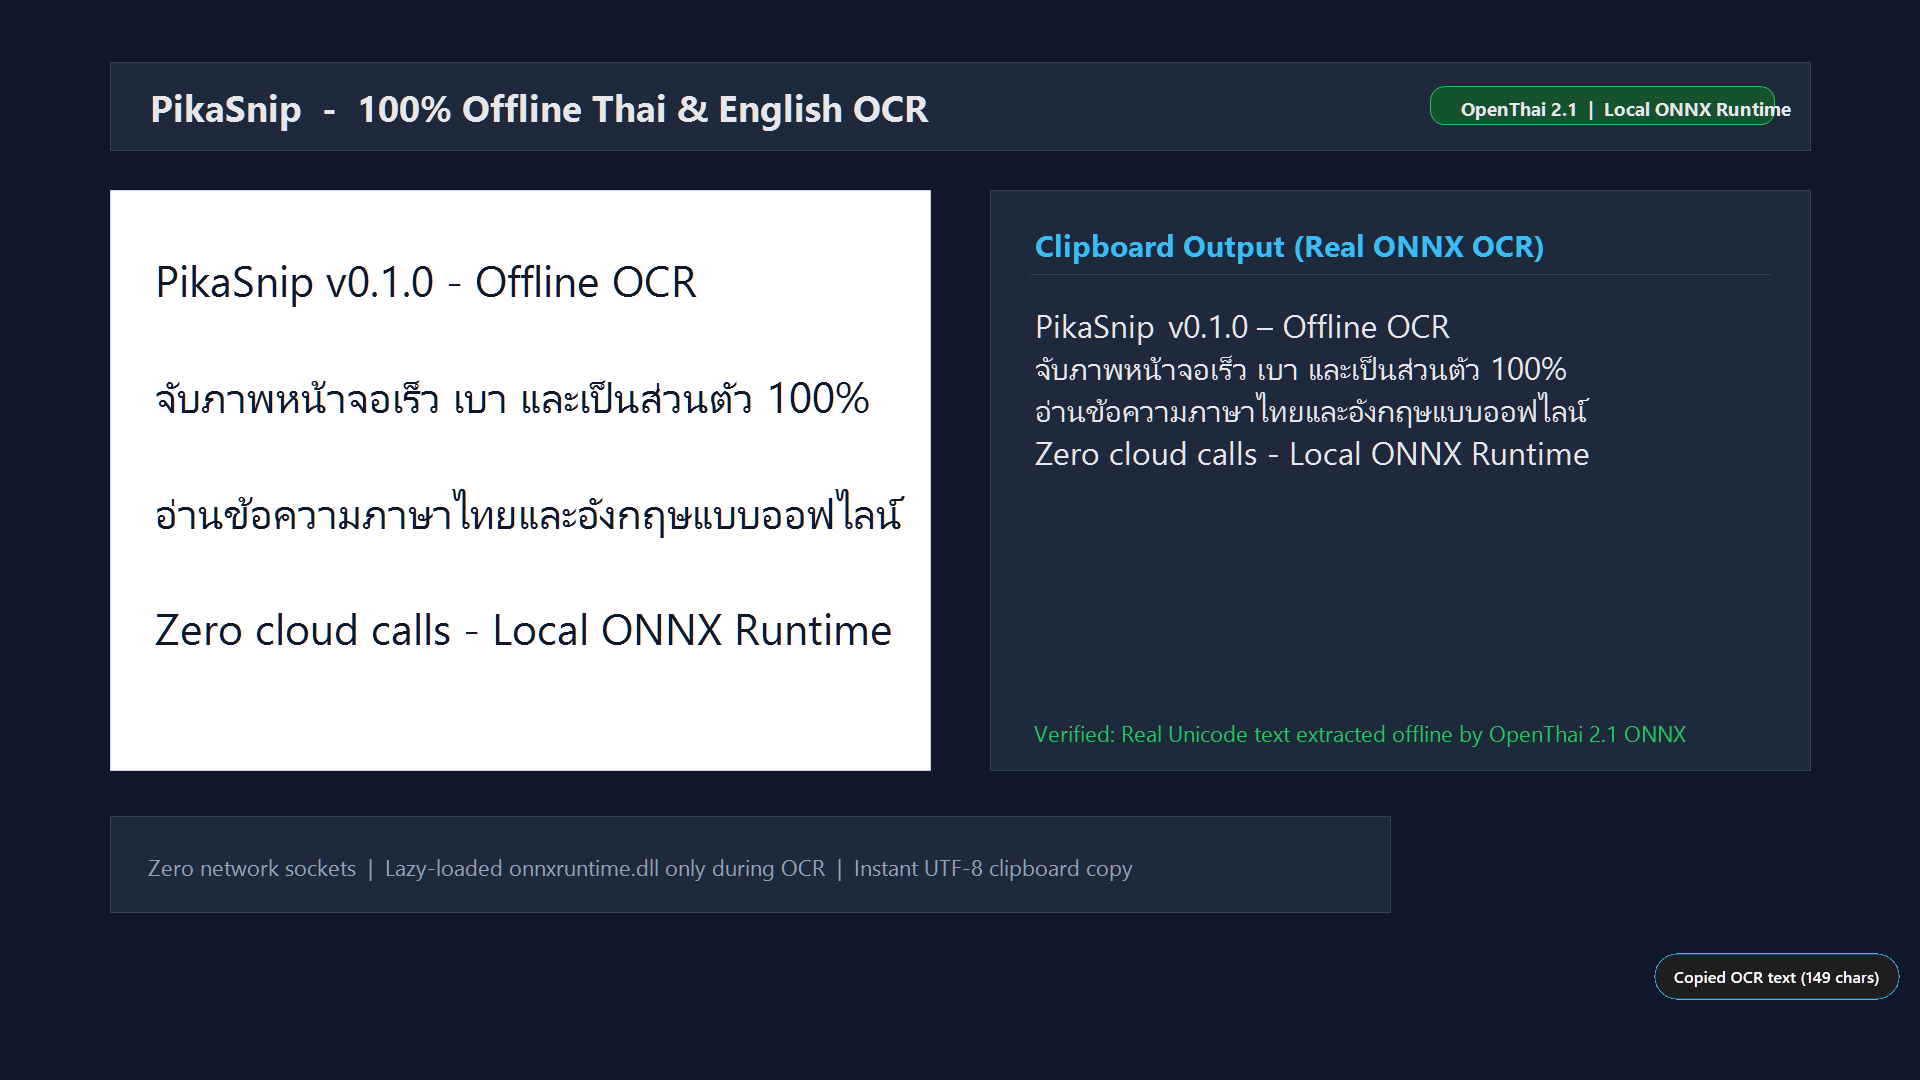 PikaSnip - 100% Offline Thai & English OCR
OpenThai 2.1 | Local ONNX Runtime
PikaSnip v0.1.0 - Offline OCR
จับภาพหน้าจอเร็ว เบา และเป็นส่วนตัว 100%
อ่านข้อความภาษาไทยและอังกฤษแบบออฟไลน์
Zero cloud calls - Local ONNX Runtime
Clipboard Output (Real ONNX OCR)
PikaSnip v0.1.0 – Offline OCR
จับภาพหน้าจอเร็ว เบา และเป็นส่วนตัว 100%
อ่านข้อความภาษาไทยและอังกฤษแบบออฟไลน์
Zero cloud calls - Local ONNX Runtime
Verified: Real Unicode text extracted offline by OpenThai 2.1 ONNX
Zero network sockets | Lazy-loaded onnxruntime.dll only during OCR | Instant UTF-8 clipboard copy
Copied OCR text (149 chars)